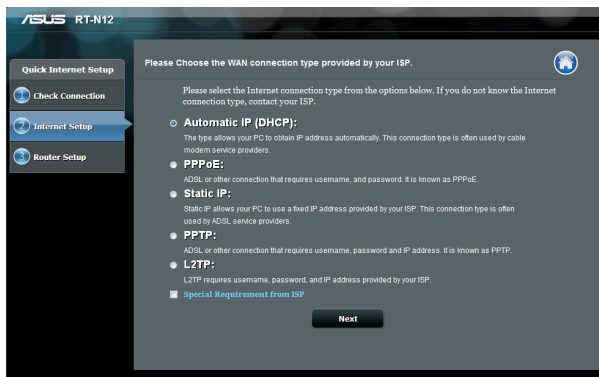 ASUS RT-N12
Quick Internet Setup
1 Check Connection
2 Internet Setup
3 Router Setup
Please Choose the WAN connection type provided by your ISP.
Please select the Internet connection type from the options below. If you do not know the Internet
connection type, contact your ISP.
Automatic IP (DHCP):
The type allows your PC to obtain IP address automatically. This connection type is often used by cable
modem service providers.
PPPoE:
ADSL or other connection that requires username, and password. It is known as PPPoE.
Static IP:
Static IP allows your PC to use a fixed IP address provided by your ISP. This connection type is often
used by ADSL service providers.
PPTP:
ADSL or other connection that requires username, password and IP address. It is known as PPTP.
L2TP:
L2TP requires username, password, and IP address provided by your ISP.
Special Requirement from ISP
Next